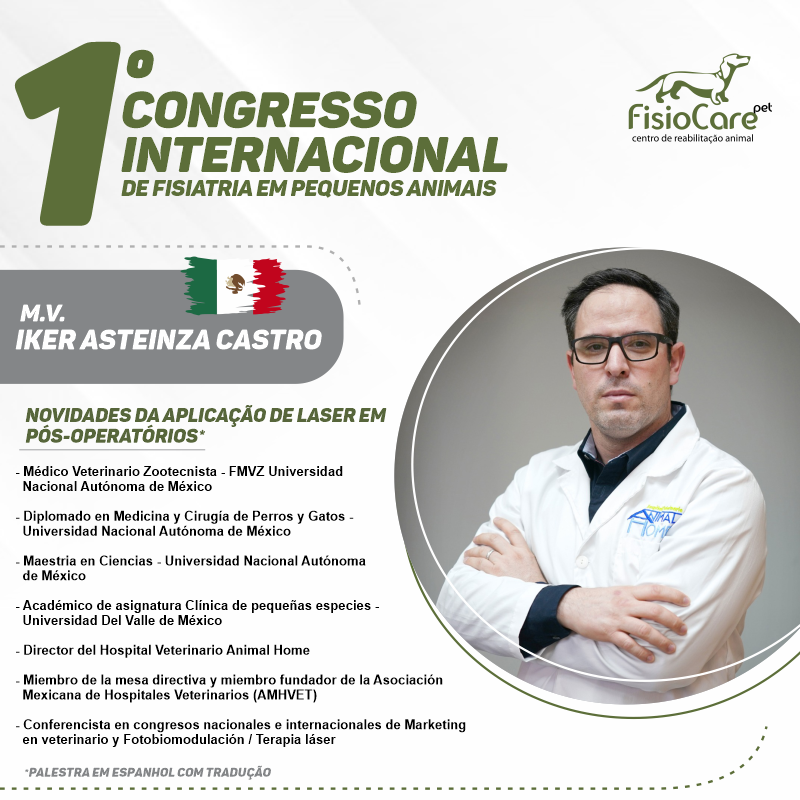 1º
CONGRESSO
INTERNACIONAL
DE FISIATRIA EM PEQUENOS ANIMAIS
FisioCare pet
centro de reabilitação animal
M.V.
IKER ASTEINZA CASTRO
NOVIDADES DA APLICAÇÃO DE LASER EM
PÓS-OPERATÓRIOS*
- Médico Veterinario Zootecnista - FMVZ Universidad
Nacional Autónoma de México
- Diplomado en Medicina y Cirugía de Perros y Gatos -
Universidad Nacional Autónoma de México
- Maestria en Ciencias - Universidad Nacional Autónoma
de México
- Académico de asignatura Clínica de pequeñas especies -
Universidad Del Valle de México
- Director del Hospital Veterinario Animal Home
- Miembro de la mesa directiva y miembro fundador de la Asociación
Mexicana de Hospitales Veterinarios (AMHVET)
- Conferencista en congresos nacionales e internacionales de Marketing
en veterinario y Fotobiomodulación / Terapia láser
*PALESTRA EM ESPANHOL COM TRADUÇÃO
ANIMAL
HOME